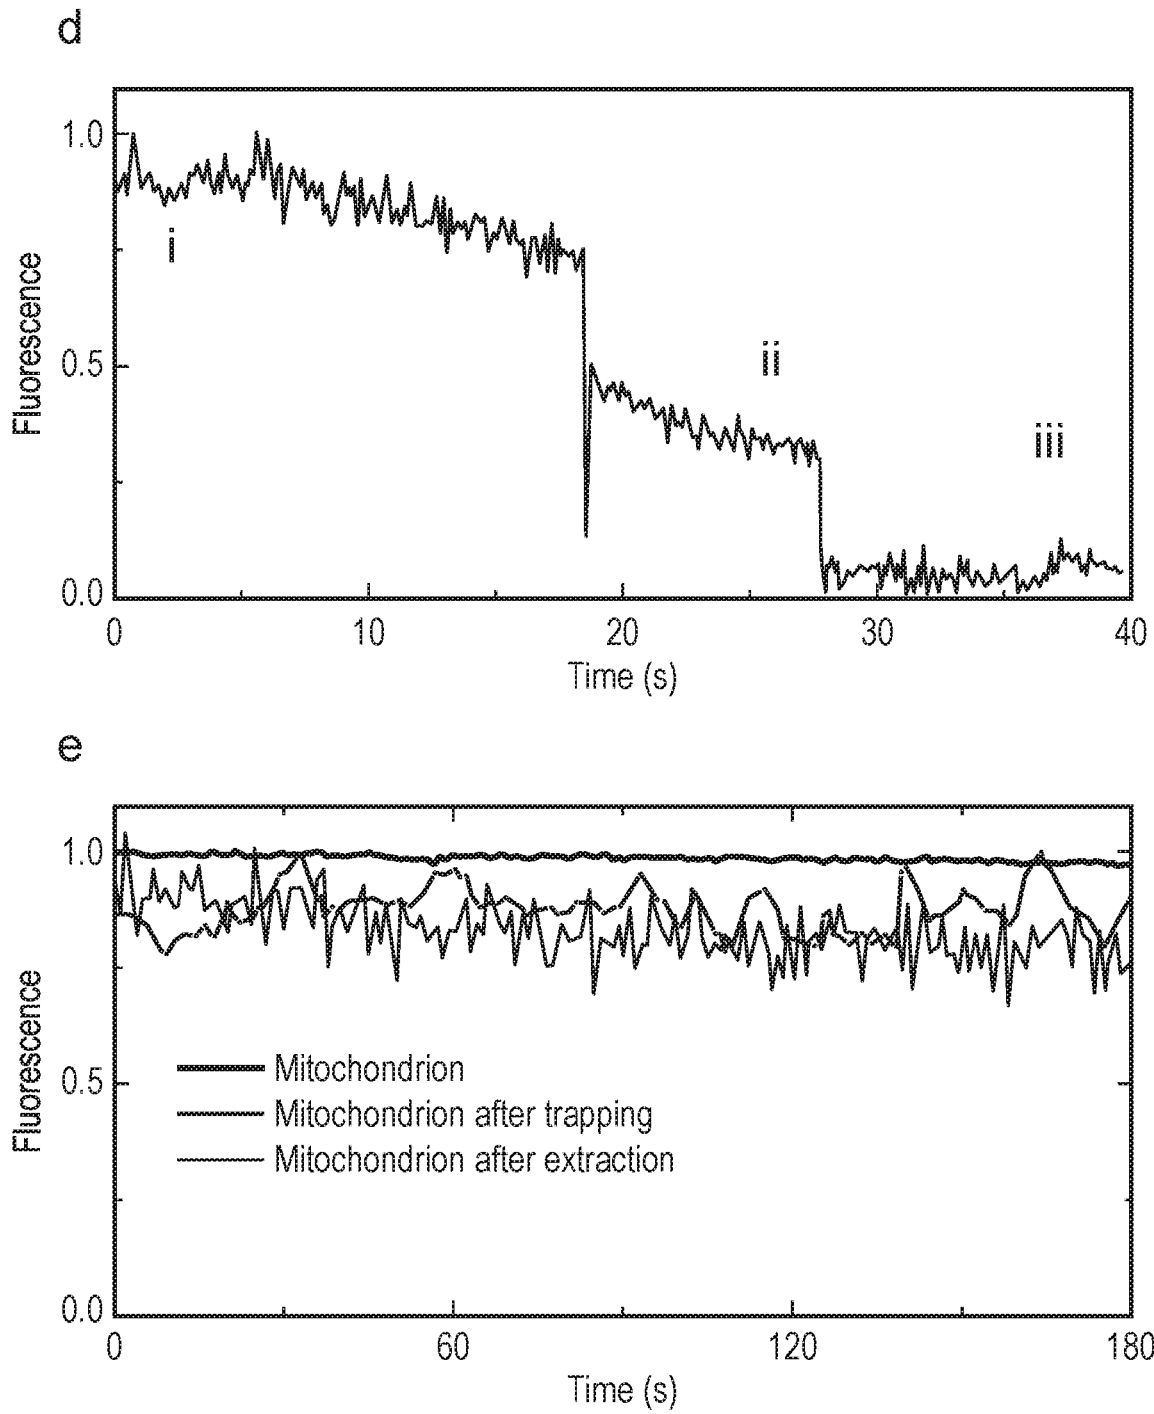 d
1.0
i
Fluorescence
0.5
ii
iii
0.0
0 10 20 30 40
Time (s)
e
1.0
Fluorescence
0.5
Mitochondrion
Mitochondrion after trapping
Mitochondrion after extraction
0.0
0 60 120 180
Time (s)